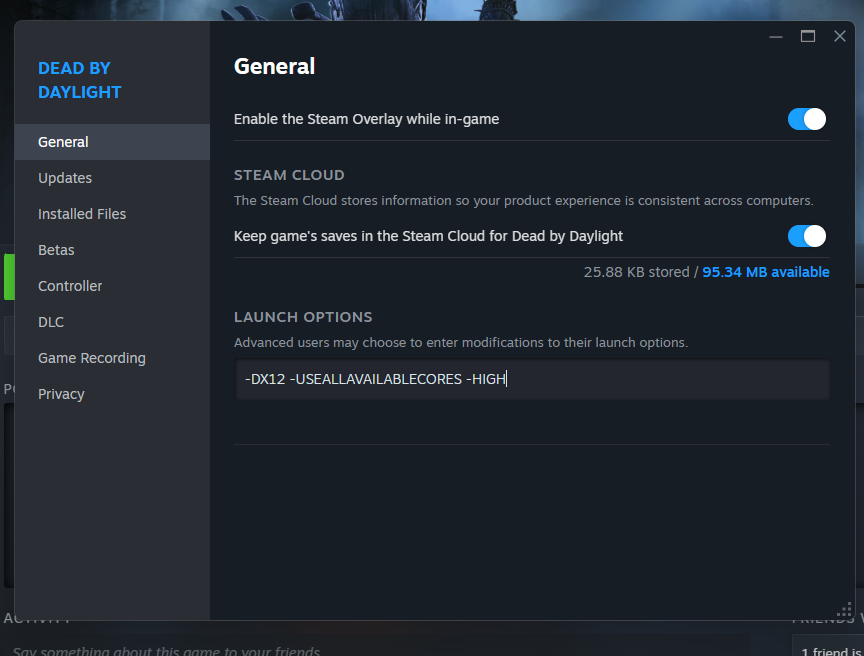 DEAD BY
DAYLIGHT
General
Updates
Installed Files
Betas
Controller
DLC
Game Recording
Privacy
General
Enable the Steam Overlay while in-game
STEAM CLOUD
The Steam Cloud stores information so your product experience is consistent across computers.
Keep game's saves in the Steam Cloud for Dead by Daylight
25.88 KB stored / 95.34 MB available
LAUNCH OPTIONS
Advanced users may choose to enter modifications to their launch options.
-DX12 -USEALLAVAILABLECORES -HIGH
ACTIVITY
Say something about this game to your friends
1 friend is